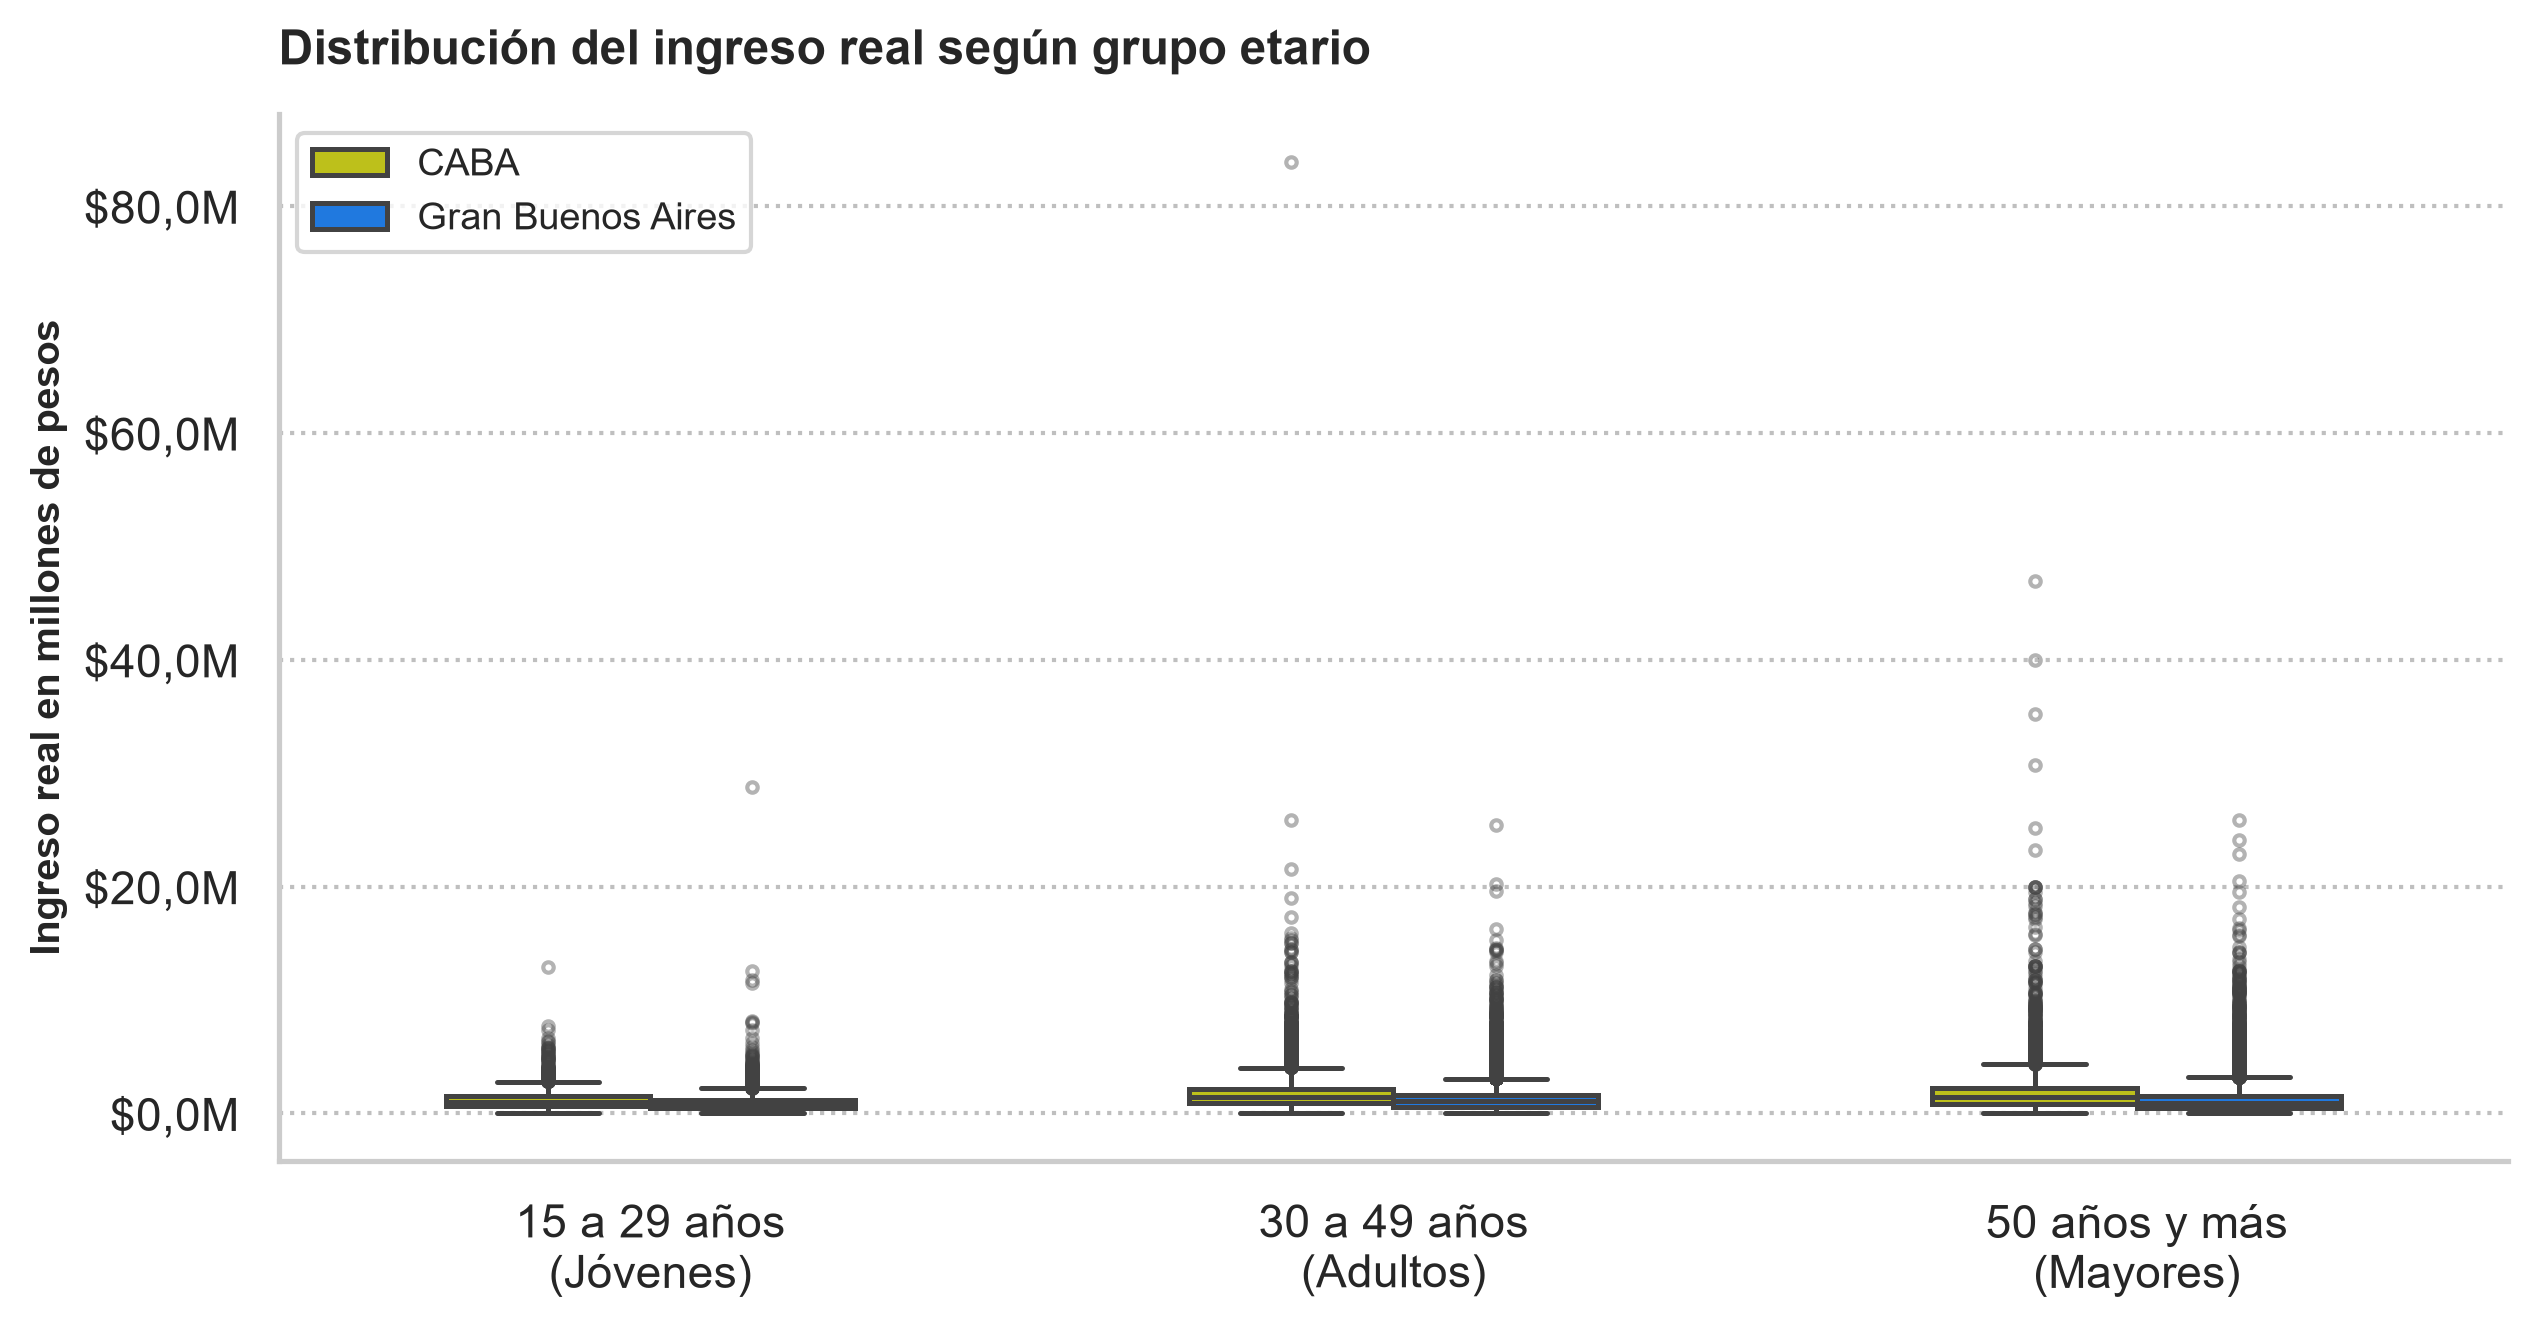 Distribución del ingreso real según grupo etario
CABA
Gran Buenos Aires
Ingreso real en millones de pesos
$80,0M
$60,0M
$40,0M
$20,0M
$0,0M
15 a 29 años
(Jóvenes)
30 a 49 años
(Adultos)
50 años y más
(Mayores)